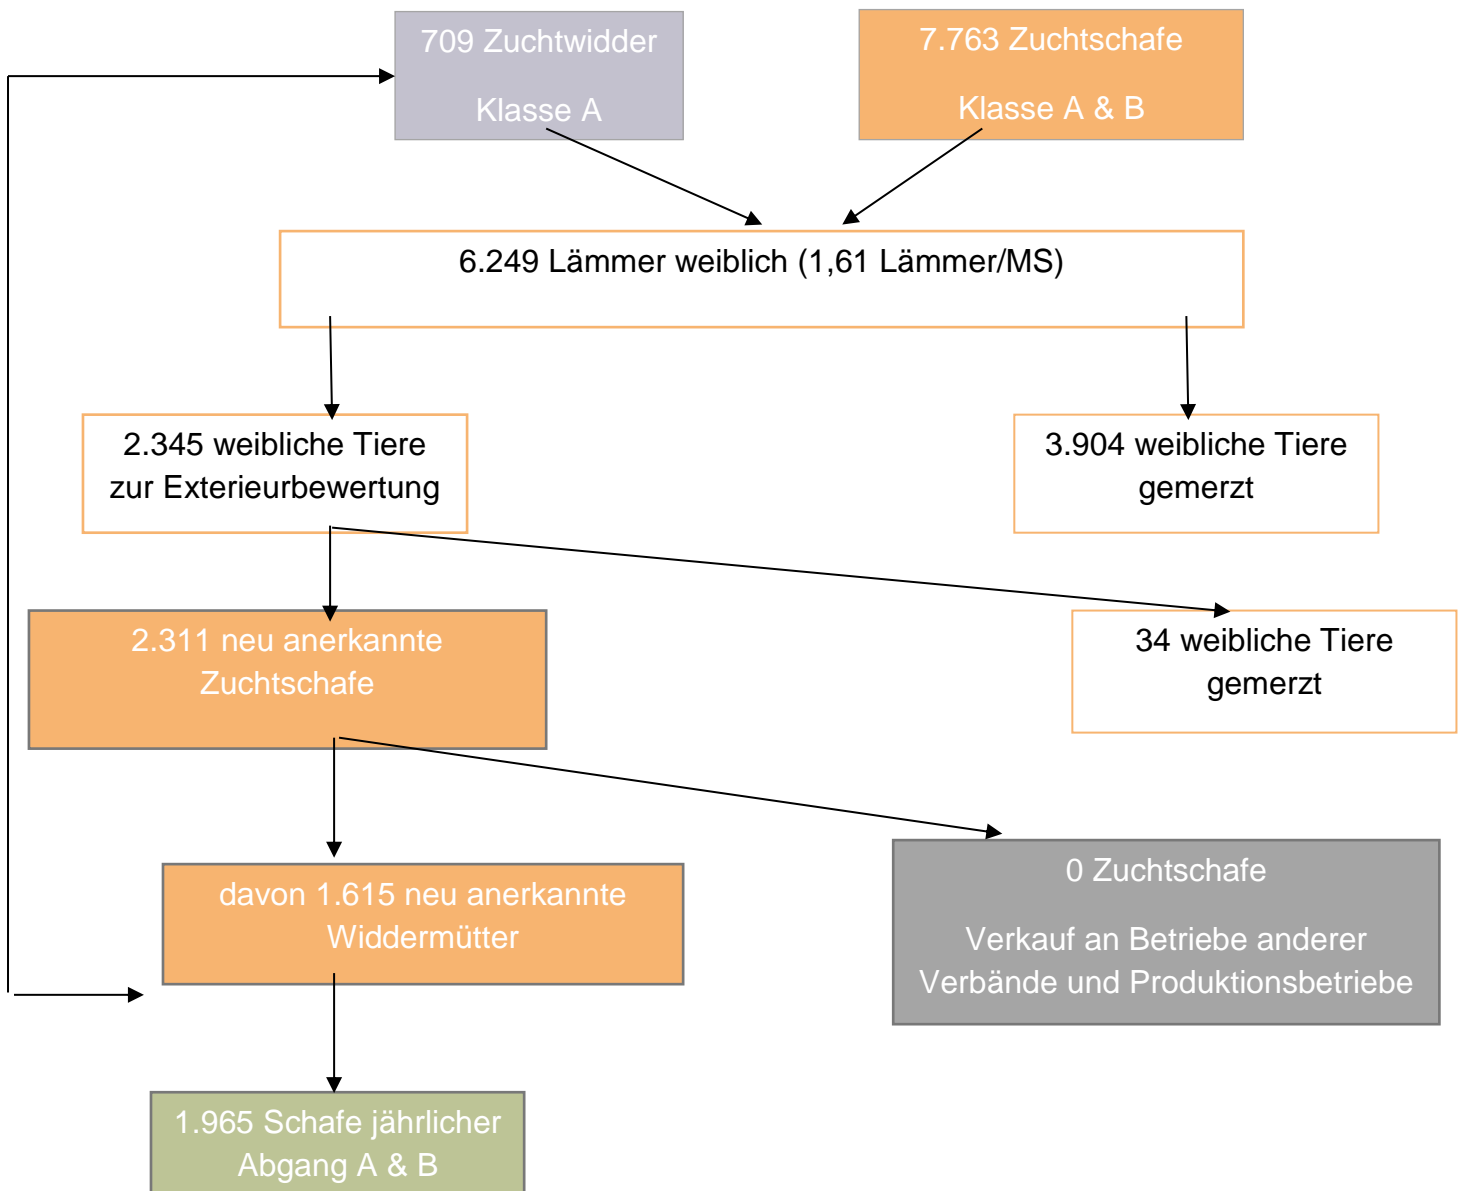 709 Zuchtwidder
Klasse A
7.763 Zuchtschafe
Klasse A & B
6.249 Lämmer weiblich (1,61 Lämmer/MS)
2.345 weibliche Tiere
zur Exterieurbewertung
3.904 weibliche Tiere
gemerzt
2.311 neu anerkannte
Zuchtschafe
34 weibliche Tiere
gemerzt
davon 1.615 neu anerkannte
Widdermütter
0 Zuchtschafe
Verkauf an Betriebe anderer
Verbände und Produktionsbetriebe
1.965 Schafe jährlicher
Abgang A & B